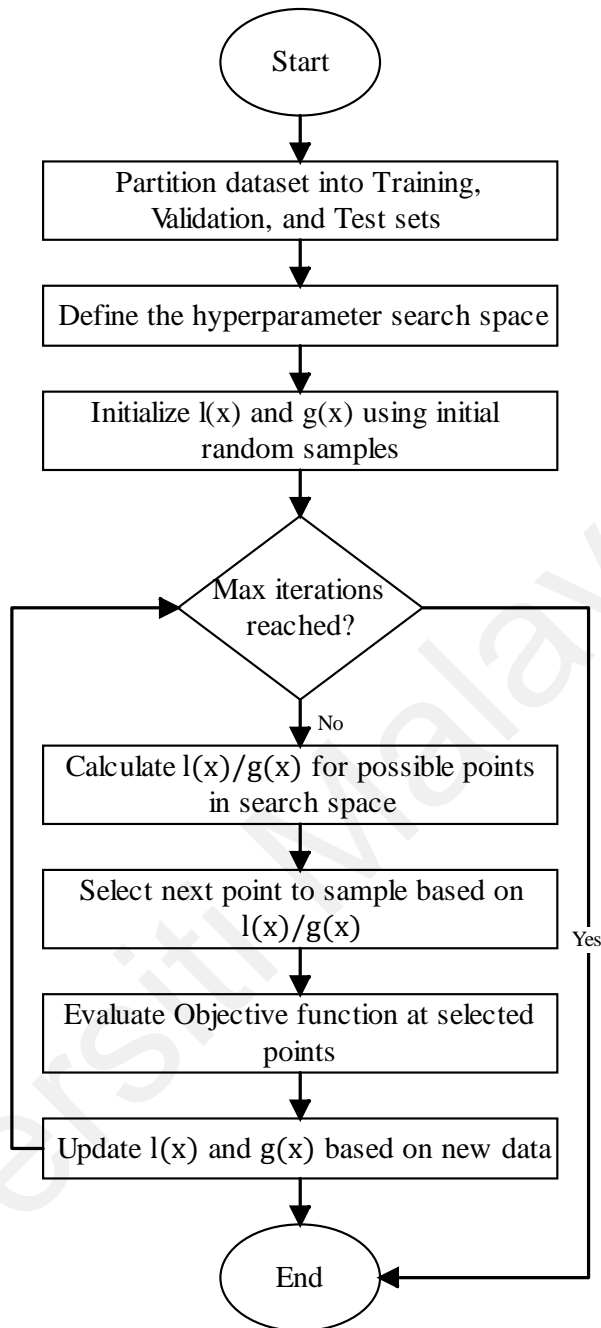 Start
Partition dataset into Training,
Validation, and Test sets
Define the hyperparameter search space
Initialize l(x) and g(x) using initial
random samples
Max iterations
reached?
No
Calculate l(x)/g(x) for possible points
in search space
Select next point to sample based on
l(x)/g(x)
Yes
Evaluate Objective function at selected
points
Update l(x) and g(x) based on new data
End
ersiti Malay